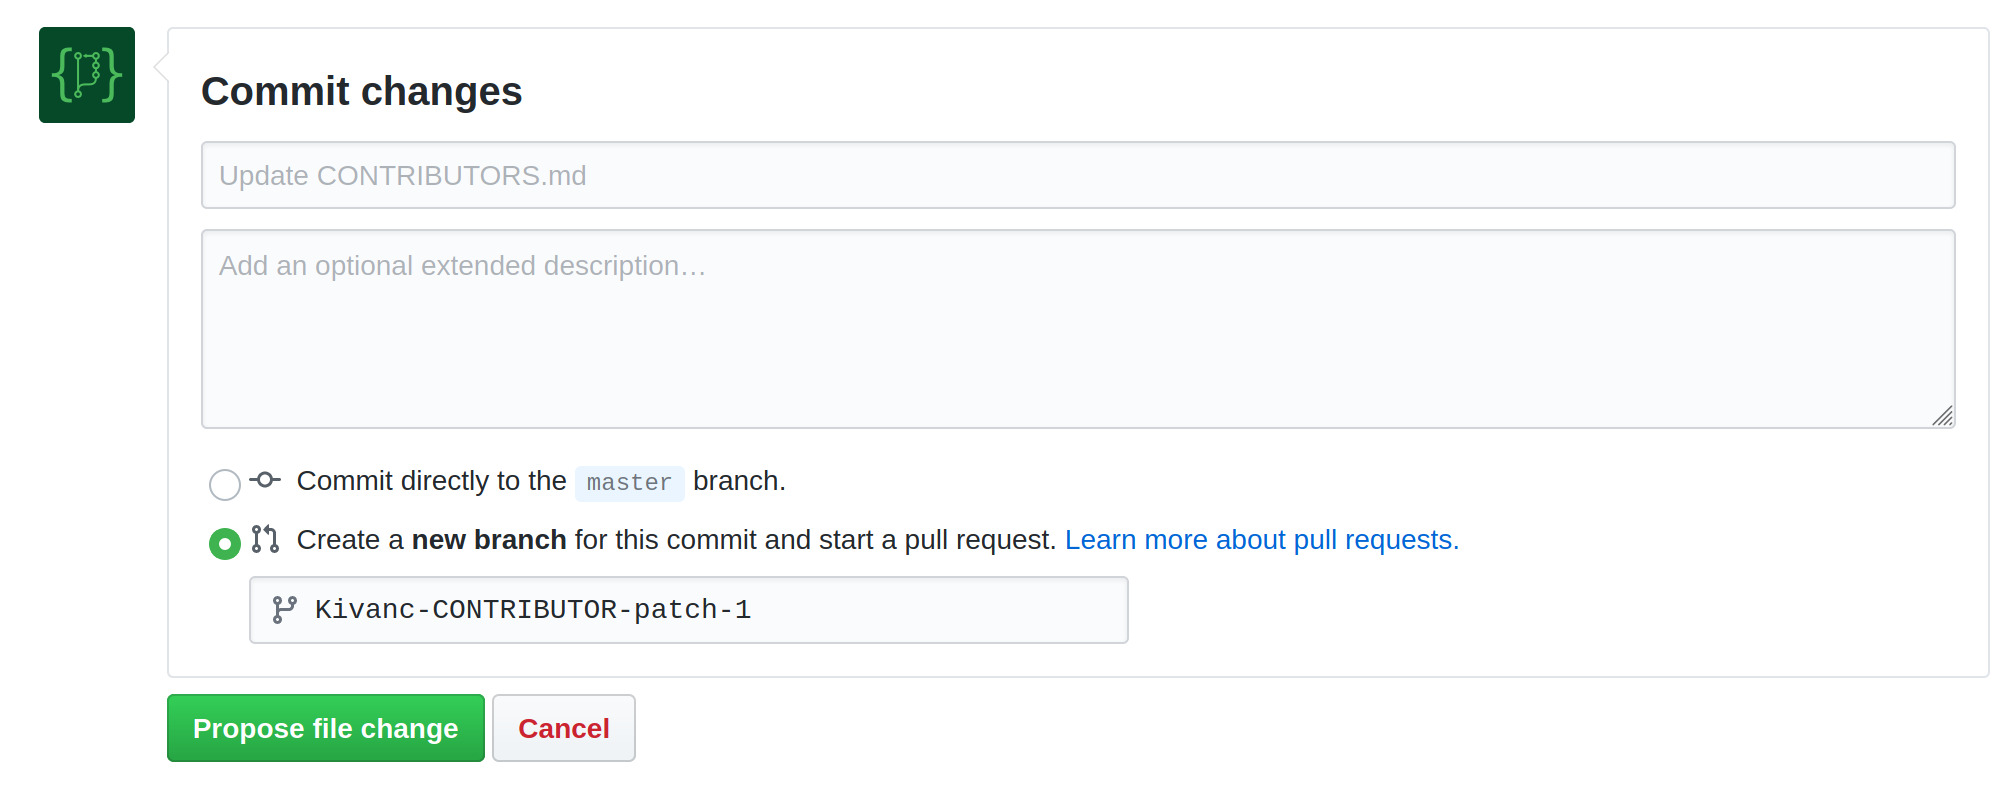 Commit changes
Update CONTRIBUTORS.md
Add an optional extended description…
Commit directly to the master branch.
Create a new branch for this commit and start a pull request. Learn more about pull requests.
Kivanc-CONTRIBUTOR-patch-1
Propose file change Cancel